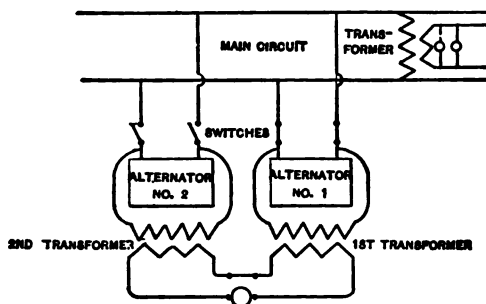 TRANS-
FORMER
MAIN CIRCUIT
SWITCHES
ALTERNATOR
NO. 2
ALTERNATOR
NO. 1
2ND TRANSFORMER
1ST TRANSFORMER